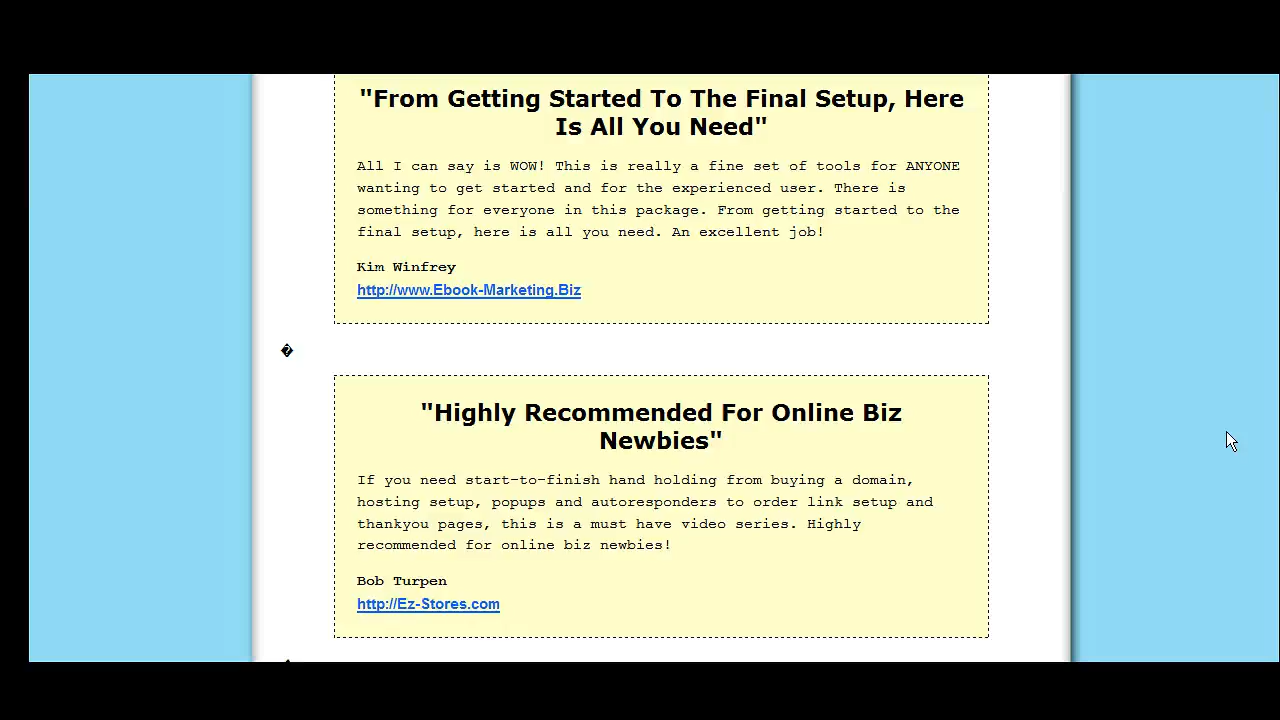 "From Getting Started To The Final Setup, Here
Is All You Need"
All I can say is WOW! This is really a fine set of tools for ANYONE
wanting to get started and for the experienced user. There is
something for everyone in this package. From getting started to the
final setup, here is all you need. An excellent job!
Kim Winfrey
http://www.Ebook-Marketing.Biz
�
"Highly Recommended For Online Biz
Newbies"
If you need start-to-finish hand holding from buying a domain,
hosting setup, popups and autoresponders to order link setup and
thankyou pages, this is a must have video series. Highly
recommended for online biz newbies!
Bob Turpen
http://Ez-Stores.com